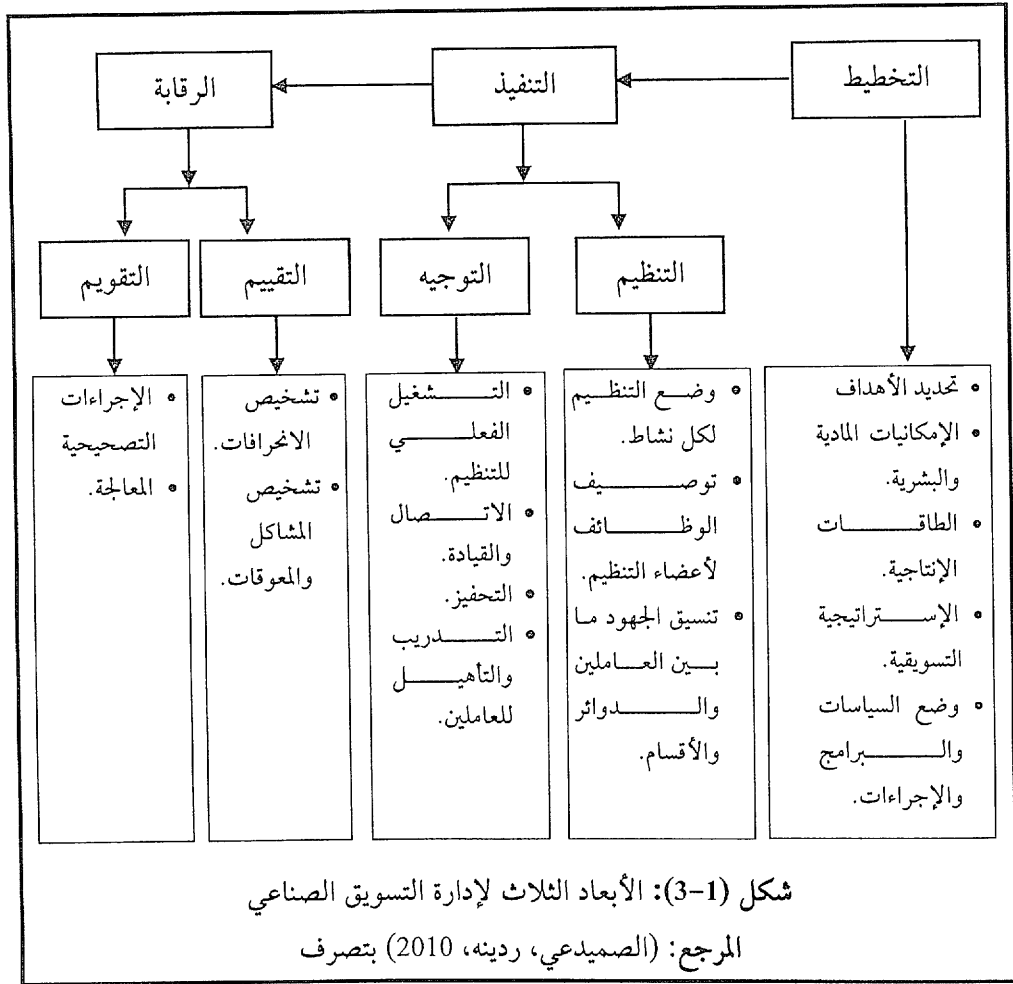 التخطيط
التنفيذ
الرقابة
التنظيم
التوجيه
التقييم
التقويم
• تحديد الأهداف
• الإمكانيات المادية
والبشرية.
• الطاقات
الإنتاجية.
• الإستراتيجية
التسويقية.
• وضع السياسات
والبرامج
والإجراءات.
• وضع التنظيم
لكل نشاط.
• توصيف
الوظائف
لأعضاء التنظيم.
• تنسيق الجهود ما
بين العاملين
والدوائر
والأقسام.
• التشغيل
الفعلي
للتنظيم.
• الاتصال
والقيادة.
• التحفيز.
• التدريب
والتأهيل
للعاملين.
• تشخيص
الانحرافات.
• تشخيص
المشاكل
والمعوقات.
• الإجراءات
التصحيحية
• المعالجة.
شكل (1-3): الأبعاد الثلاث لإدارة التسويق الصناعي
المرجع: (الصميدعي، ردينه، 2010) بتصرف